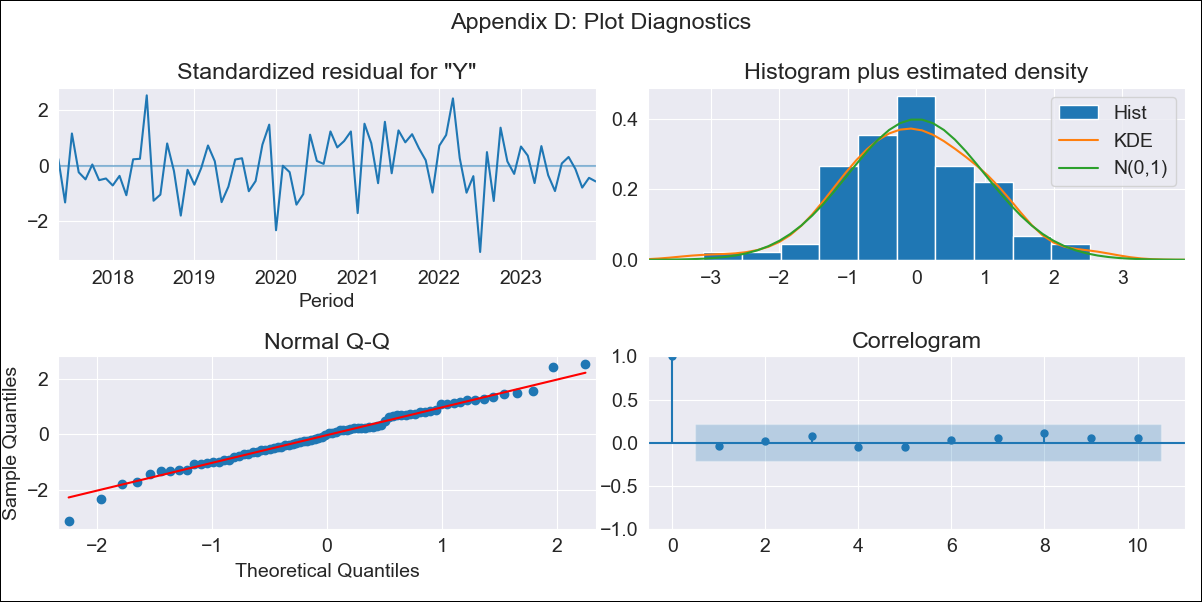 Appendix D: Plot Diagnostics
Standardized residual for "Y"
2
0
−2
2018 2019 2020 2021 2022 2023
Period
Histogram plus estimated density
0.4
0.2
0.0
−3 −2 −1 0 1 2 3
Hist
KDE
N(0,1)
Normal Q-Q
Sample Quantiles
2
0
−2
−2 −1 0 1 2
Theoretical Quantiles
Correlogram
1.0
0.5
0.0
−0.5
−1.0
0 2 4 6 8 10